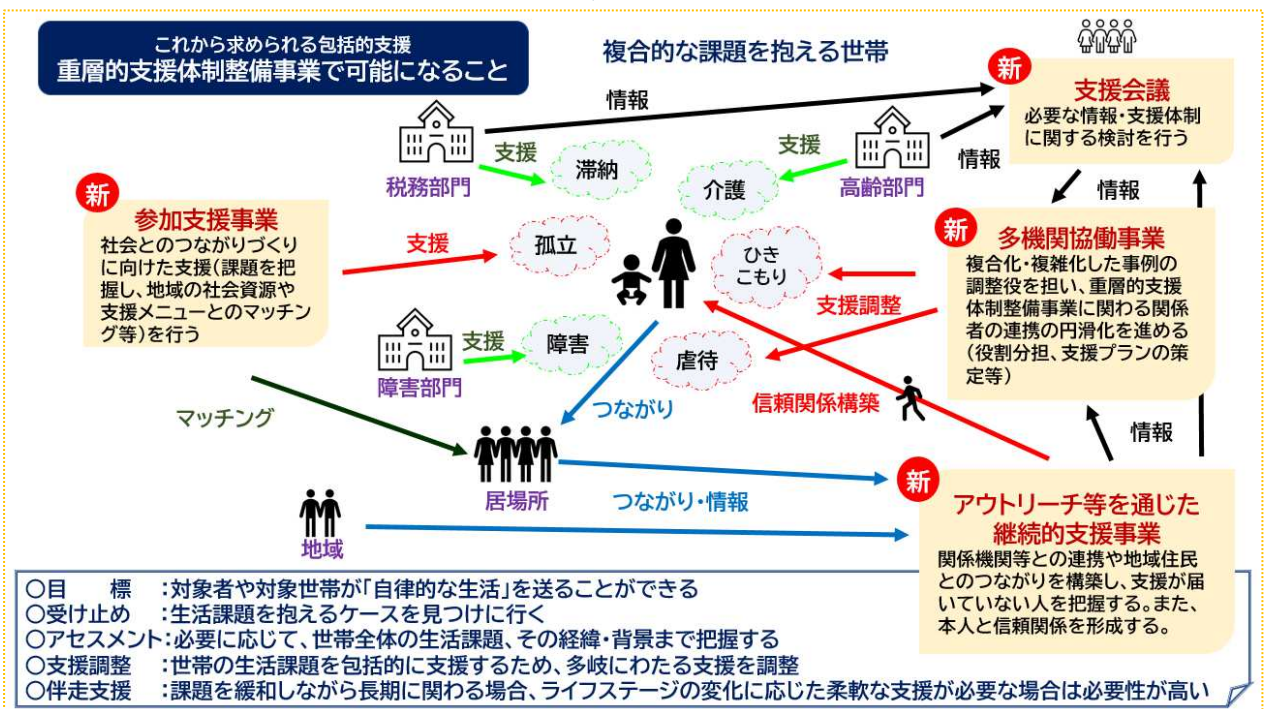 これから求められる包括的支援
重層的支援体制整備事業で可能になること
複合的な課題を抱える世帯
情報
新
支援会議
必要な情報・支援体制
に関する検討を行う
支援
滞納
税務部門
支援
介護
高齢部門
情報
情報
新
参加支援事業
社会とのつながりづくり
に向けた支援(課題を把
握し、地域の社会資源や
支援メニューとのマッチン
グ等)を行う
支援
孤立
ひき
こもり
支援調整
新
多機関協働事業
複合化・複雑化した事例の
調整役を担い、重層的支援
体制整備事業に関わる関係
者の連携の円滑化を進める
(役割分担、支援プランの策
定等)
支援
障害
障害部門
虐待
信頼関係構築
つながり
マッチング
情報
居場所
つながり・情報
地域
新
アウトリーチ等を通じた
継続的支援事業
関係機関等との連携や地域住民
とのつながりを構築し、支援が届
いていない人を把握する。また、
本人と信頼関係を形成する。
○目 標 :対象者や対象世帯が「自律的な生活」を送ることができる
○受け止め :生活課題を抱えるケースを見つけに行く
○アセスメント:必要に応じて、世帯全体の生活課題、その経緯・背景まで把握する
○支援調整 :世帯の生活課題を包括的に支援するため、多岐にわたる支援を調整
○伴走支援 :課題を緩和しながら長期に関わる場合、ライフステージの変化に応じた柔軟な支援が必要な場合は必要性が高い